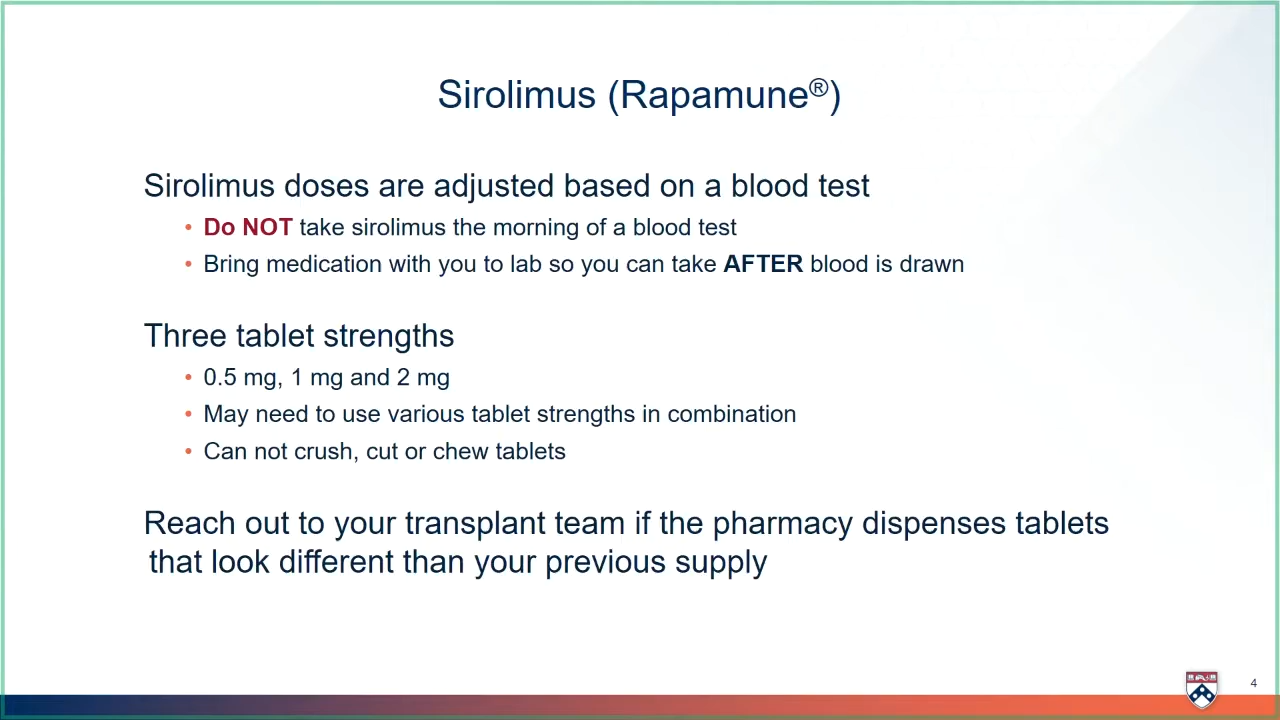 Sirolimus (Rapamune®)
Sirolimus doses are adjusted based on a blood test
• Do NOT take sirolimus the morning of a blood test
• Bring medication with you to lab so you can take AFTER blood is drawn
Three tablet strengths
• 0.5 mg, 1 mg and 2 mg
• May need to use various tablet strengths in combination
• Can not crush, cut or chew tablets
Reach out to your transplant team if the pharmacy dispenses tablets
that look different than your previous supply
4